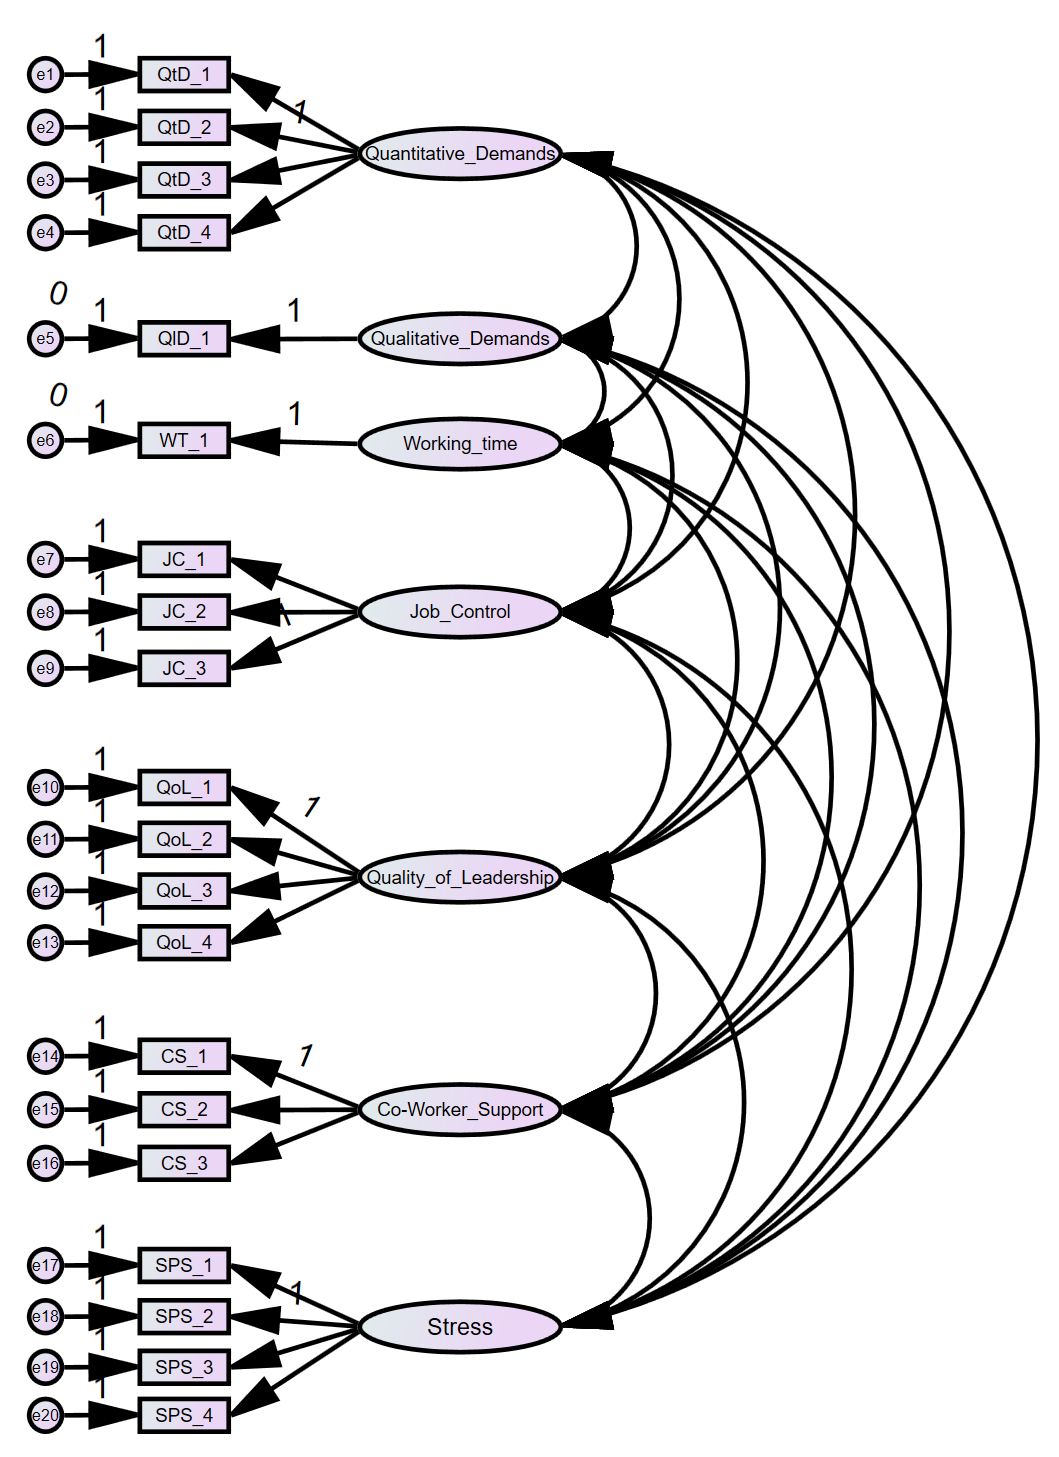 1
e1 QtD_1
1
1
e2 QtD_2
Quantitative_Demands
1
e3 QtD_3
1
e4 QtD_4
0
1 1
e5 QlD_1 Qualitative_Demands
0
1 1
e6 WT_1 Working_time
1
e7 JC_1
1
e8 JC_2 Job_Control
1
1
e9 JC_3
1
e10 QoL_1
1
1
e11 QoL_2
Quality_of_Leadership
1
e12 QoL_3
1
e13 QoL_4
1
e14 CS_1
1
1
e15 CS_2 Co-Worker_Support
1
e16 CS_3
1
e17 SPS_1
1
1
e18 SPS_2 Stress
1
e19 SPS_3
1
e20 SPS_4